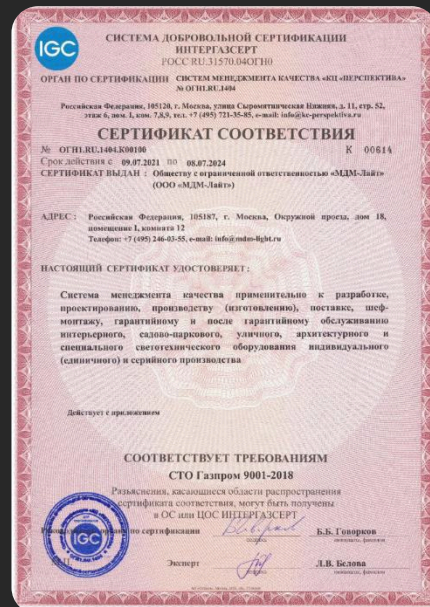 IGC
СИСТЕМА ДОБРОВОЛЬНОЙ СЕРТИФИКАЦИИ
ИНТЕРГАЗСЕРТ
РОСС RU.31570.04ОГН0
ОРГАН ПО СЕРТИФИКАЦИИ СИСТЕМ МЕНЕДЖМЕНТА КАЧЕСТВА «КЦ «ПЕРСПЕКТИВА»
№ ОГН1.RU.1404
Российская Федерация, 105120, г. Москва, улица Сыромятническая Нижняя, д. 11, стр. 52,
этаж 6, пом. I, ком. 7,8,9, тел. +7 (495) 721-35-85, e-mail: info@kc-perspektiva.ru
СЕРТИФИКАТ СООТВЕТСТВИЯ
№ ОГН1.RU.1404.К00100 К 00614
Срок действия с 09.07.2021 по 08.07.2024
СЕРТИФИКАТ ВЫДАН : Обществу с ограниченной ответственностью «МДМ-Лайт»
(ООО «МДМ-Лайт»)
АДРЕС : Российская Федерация, 105187, г. Москва, Окружной проезд, дом 18,
помещение I, комната 12
Телефон: +7 (495) 246-03-55, e-mail: info@mdm-light.ru
НАСТОЯЩИЙ СЕРТИФИКАТ УДОСТОВЕРЯЕТ :
Система менеджмента качества применительно к разработке,
проектированию, производству (изготовлению), поставке, шеф-
монтажу, гарантийному и после гарантийному обслуживанию
интерьерного, садово-паркового, уличного, архитектурного и
специального светотехнического оборудования индивидуального
(единичного) и серийного производства
Действует с приложением
СООТВЕТСТВУЕТ ТРЕБОВАНИЯМ
СТО Газпром 9001-2018
Разъяснения, касающиеся области распространения
сертификата соответствия, могут быть получены
в ОС или ЦОС ИНТЕРГАЗСЕРТ
органа по сертификации Б.Б. Говорков
IGC
Эксперт Л.В. Белова